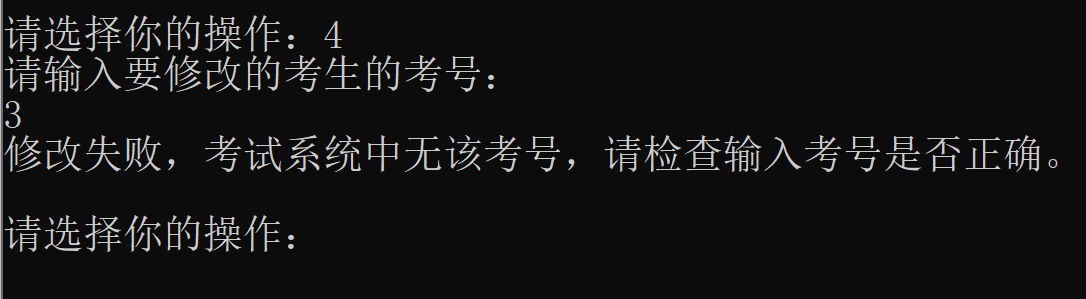 请选择你的操作：4
请输入要修改的考生的考号：
3
修改失败，考试系统中无该考号，请检查输入考号是否正确。
请选择你的操作：